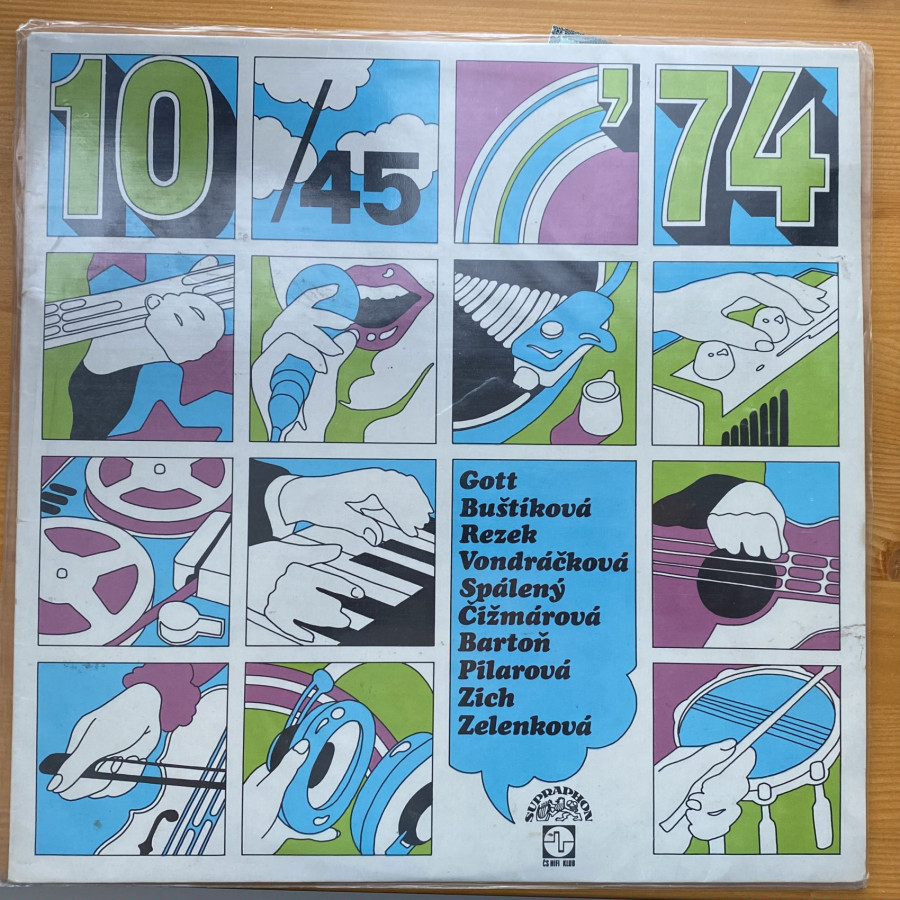 10
/45
’74
Gott
Buštíková
Rezek
Vondráčková
Spálený
Čižmárová
Bartoň
Pilarová
Zich
Zelenková
SUPRAPHON
ČS HIFI KLUB